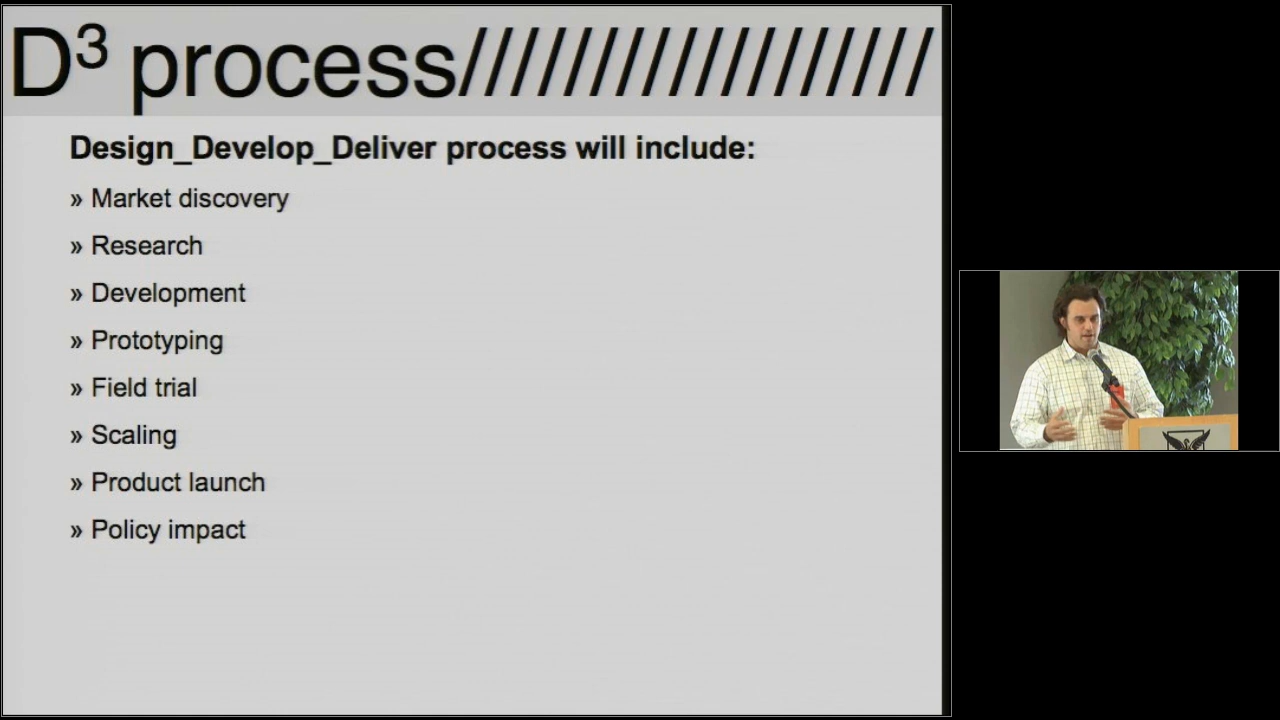 D³ process//////////////////
Design_Develop_Deliver process will include:
» Market discovery
» Research
» Development
» Prototyping
» Field trial
» Scaling
» Product launch
» Policy impact